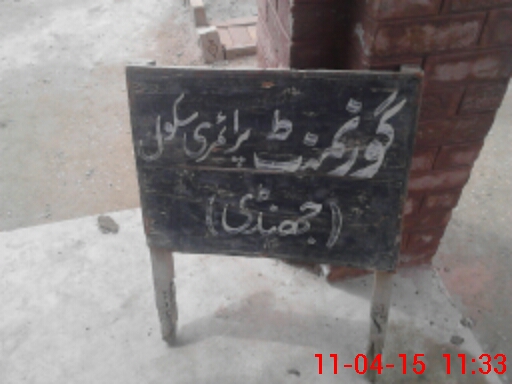 گورنمنٹ پرائمری سکول
(جھنڈی)
11-04-15 11:33